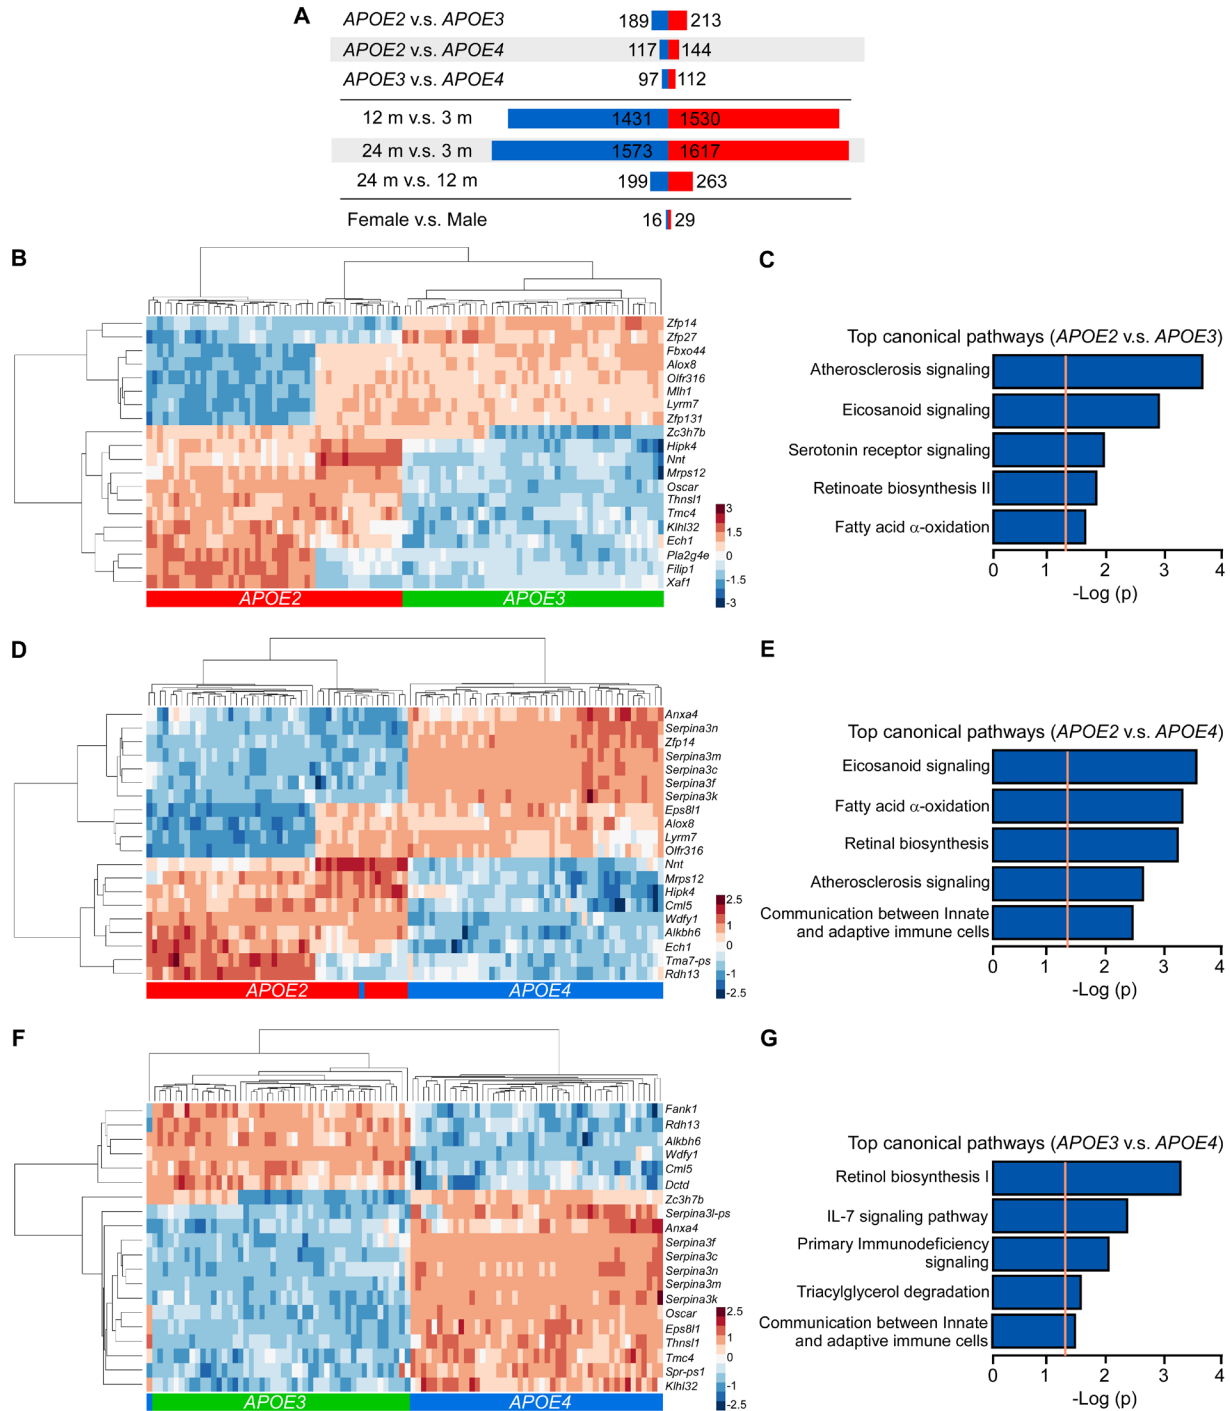 A
APOE2 v.s. APOE3 189 213
APOE2 v.s. APOE4 117 144
APOE3 v.s. APOE4 97 112
12 m v.s. 3 m 1431 1530
24 m v.s. 3 m 1573 1617
24 m v.s. 12 m 199 263
Female v.s. Male 16 29
B
Zfp14
Zfp27
Fbxo44
Alox8
Olfr316
Mlh1
Lyrm7
Zfp131
Zc3h7b
Hipk4
Nnt
Mrps12
Oscar
Thnsl1
Tmc4
Klhl32
Ech1
Pla2g4e
Filip1
Xaf1
3
1.5
0
-1.5
-3
APOE2 APOE3
C
Top canonical pathways (APOE2 v.s. APOE3)
Atherosclerosis signaling
Eicosanoid signaling
Serotonin receptor signaling
Retinoate biosynthesis II
Fatty acid α-oxidation
0 1 2 3 4
-Log (p)
D
Anxa4
Serpina3n
Zfp14
Serpina3m
Serpina3c
Serpina3f
Serpina3k
Eps8l1
Alox8
Lyrm7
Olfr316
Nnt
Mrps12
Hipk4
Cml5
Wdfy1
Alkbh6
Ech1
Tma7-ps
Rdh13
2.5
1
0
-1
-2.5
APOE2 APOE4
E
Top canonical pathways (APOE2 v.s. APOE4)
Eicosanoid signaling
Fatty acid α-oxidation
Retinal biosynthesis
Atherosclerosis signaling
Communication between Innate
and adaptive immune cells
0 1 2 3 4
-Log (p)
F
Fank1
Rdh13
Alkbh6
Wdfy1
Cml5
Dctd
Zc3h7b
Serpina3l-ps
Anxa4
Serpina3f
Serpina3c
Serpina3n
Serpina3m
Serpina3k
Oscar
Eps8l1
Thnsl1
Tmc4
Spr-ps1
Klhl32
2.5
1
0
-1
-2.5
APOE3 APOE4
G
Top canonical pathways (APOE3 v.s. APOE4)
Retinol biosynthesis I
IL-7 signaling pathway
Primary Immunodeficiency
signaling
Triacylglycerol degradation
Communication between Innate
and adaptive immune cells
0 1 2 3 4
-Log (p)